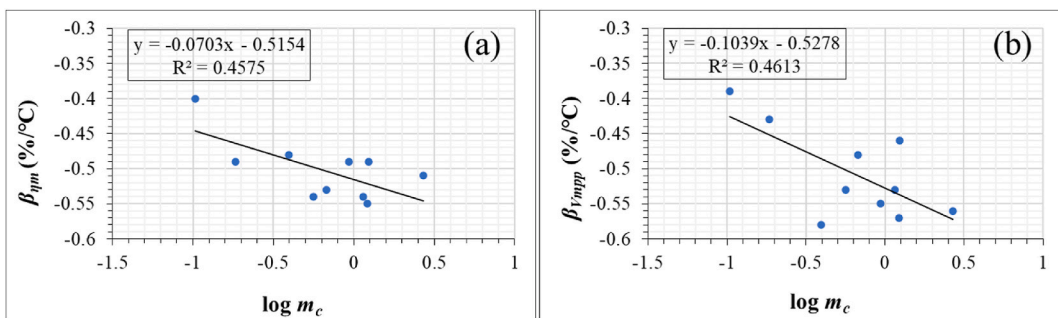 (a)
y = -0.0703x - 0.5154
R² = 0.4575
-0.3
-0.35
-0.4
-0.45
-0.5
-0.55
-0.6
βηm (%/°C)
-1.5 -1 -0.5 0 0.5 1
log mc
(b)
y = -0.1039x - 0.5278
R² = 0.4613
-0.3
-0.35
-0.4
-0.45
-0.5
-0.55
-0.6
βVmpp (%/°C)
-1.5 -1 -0.5 0 0.5 1
log mc